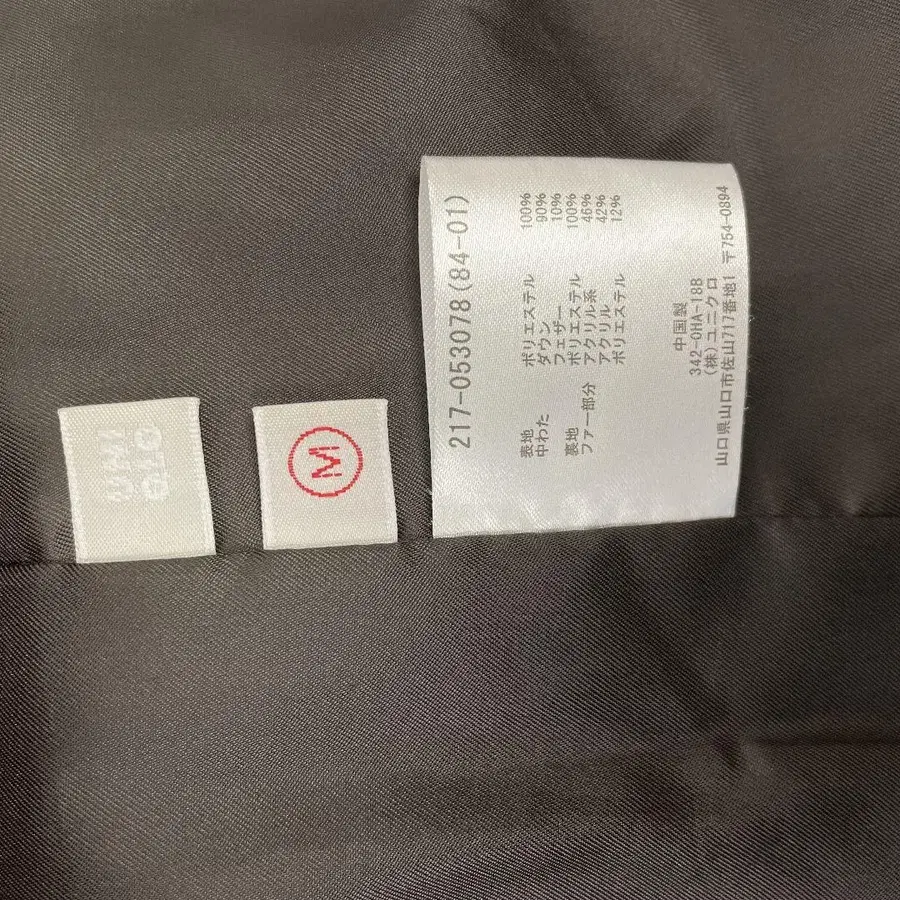 217-053078(84-01)
表地 ポリエステル 100%
中わた ダウン 90%
フェザー 10%
裏地 ポリエステル 100%
ファー部分 アクリル系 46%
アクリル 42%
ポリエステル 12%
中国製
342-0HA-18B
(株)ユニクロ
山口県山口市佐山717番地1 〒754-0894
M